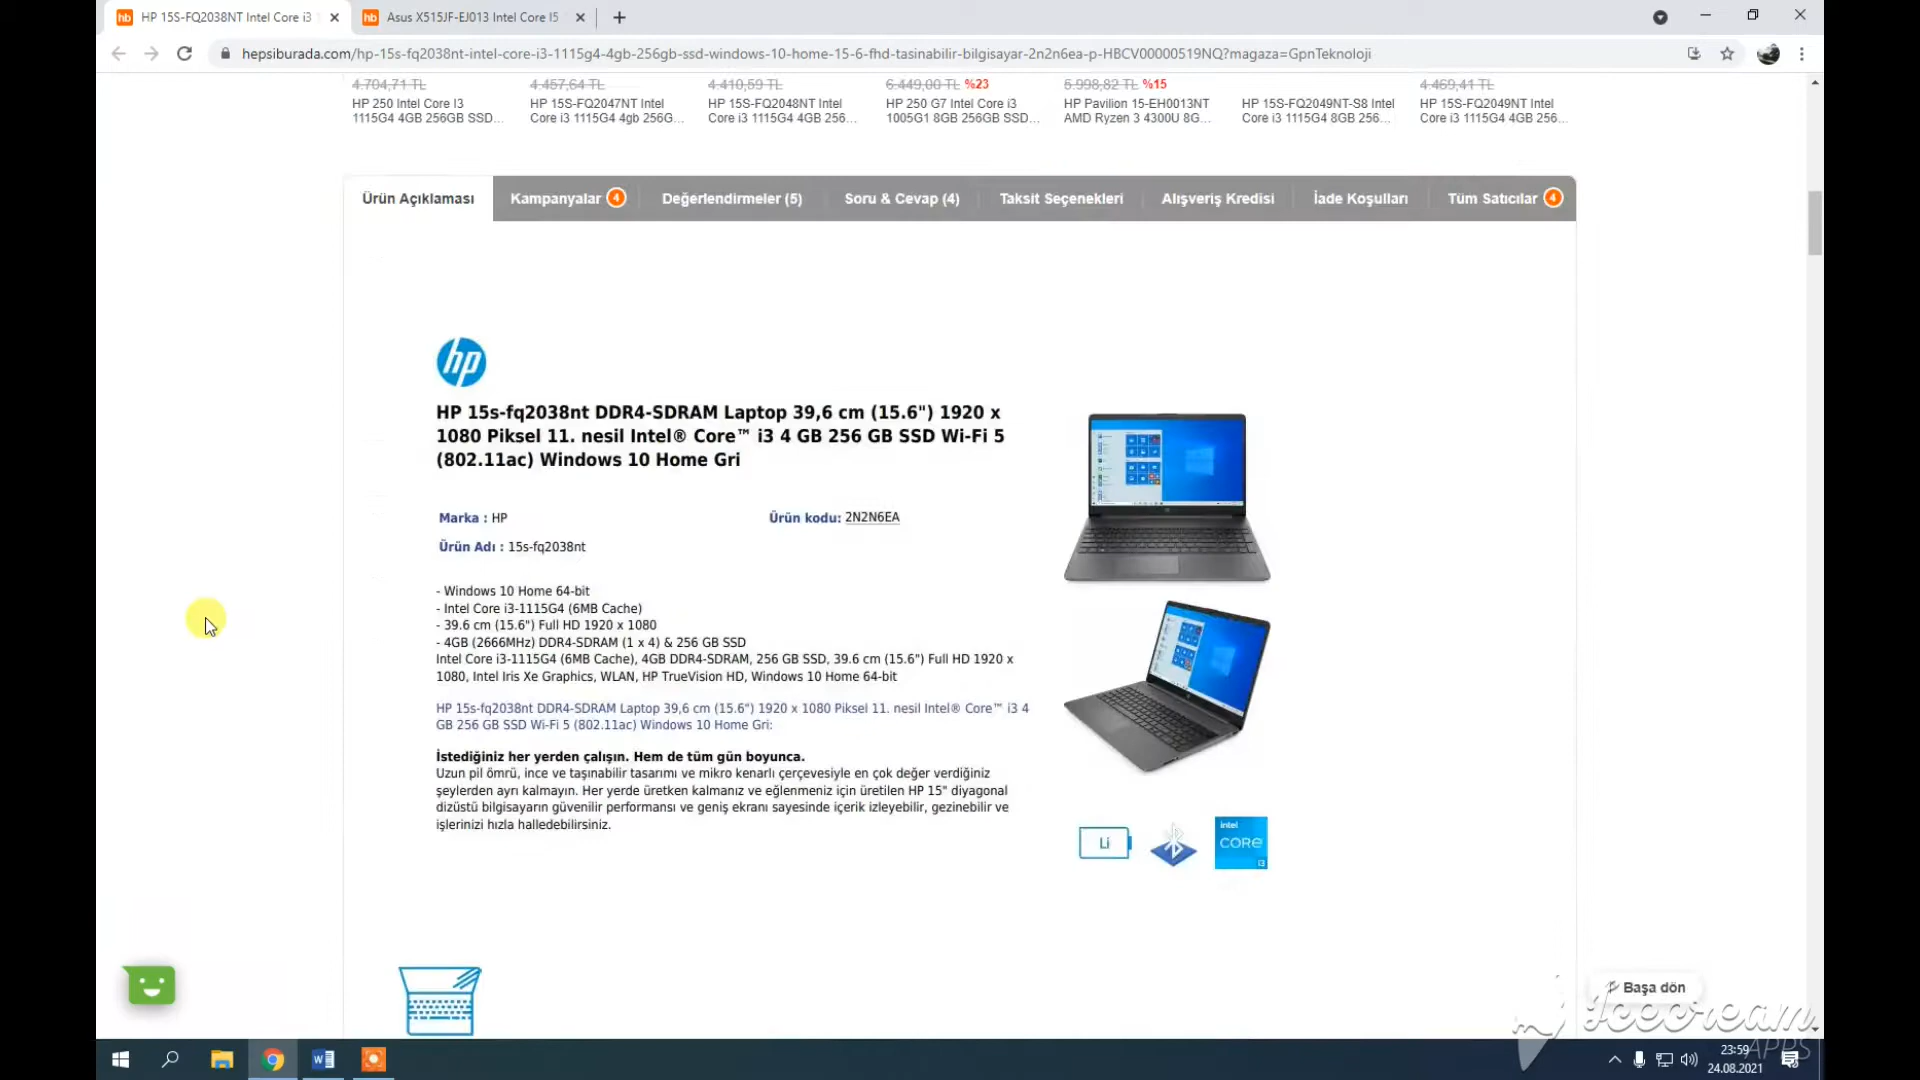 HP 15S-FQ2038NT Intel Core i3
Asus X515JF-EJ013 Intel Core I5
hepsiburada.com/hp-15s-fq2038nt-intel-core-i3-1115g4-4gb-256gb-ssd-windows-10-home-15-6-fhd-tasinabilir-bilgisayar-2n2n6ea-p-HBCV00000519NQ?magaza=GpnTeknoloji
4.704,71 TL
4.457,64 TL
4.410,59 TL
6.449,00 TL %23
5.998,82 TL %15
4.469,41 TL
HP 250 Intel Core I3
1115G4 4GB 256GB SSD...
HP 15S-FQ2047NT Intel
Core i3 1115G4 4gb 256G...
HP 15S-FQ2048NT Intel
Core i3 1115G4 4GB 256...
HP 250 G7 Intel Core i3
1005G1 8GB 256GB SSD...
HP Pavilion 15-EH0013NT
AMD Ryzen 3 4300U 8G...
HP 15S-FQ2049NT-S8 Intel
Core i3 1115G4 8GB 256...
HP 15S-FQ2049NT Intel
Core i3 1115G4 4GB 256...
Ürün Açıklaması
Kampanyalar 4
Değerlendirmeler (5)
Soru & Cevap (4)
Taksit Seçenekleri
Alışveriş Kredisi
İade Koşulları
Tüm Satıcılar 4
hp
HP 15s-fq2038nt DDR4-SDRAM Laptop 39,6 cm (15.6") 1920 x
1080 Piksel 11. nesil Intel® Core™ i3 4 GB 256 GB SSD Wi-Fi 5
(802.11ac) Windows 10 Home Gri
Marka : HP
Ürün kodu: 2N2N6EA
Ürün Adı : 15s-fq2038nt
- Windows 10 Home 64-bit
- Intel Core i3-1115G4 (6MB Cache)
- 39.6 cm (15.6") Full HD 1920 x 1080
- 4GB (2666MHz) DDR4-SDRAM (1 x 4) & 256 GB SSD
Intel Core i3-1115G4 (6MB Cache), 4GB DDR4-SDRAM, 256 GB SSD, 39.6 cm (15.6") Full HD 1920 x
1080, Intel Iris Xe Graphics, WLAN, HP TrueVision HD, Windows 10 Home 64-bit
HP 15s-fq2038nt DDR4-SDRAM Laptop 39,6 cm (15.6") 1920 x 1080 Piksel 11. nesil Intel® Core™ i3 4
GB 256 GB SSD Wi-Fi 5 (802.11ac) Windows 10 Home Gri:
İstediğiniz her yerden çalışın. Hem de tüm gün boyunca.
Uzun pil ömrü, ince ve taşınabilir tasarımı ve mikro kenarlı çerçevesiyle en çok değer verdiğiniz
şeylerden ayrı kalmayın. Her yerde üretken kalmanız ve eğlenmeniz için üretilen HP 15" diyagonal
dizüstü bilgisayarın güvenilir performansı ve geniş ekranı sayesinde içerik izleyebilir, gezinebilir ve
işlerinizi hızla halledebilirsiniz.
Li
intel
CORE
i3
Başa dön
Icecream
APPS
23:59
24.08.2021